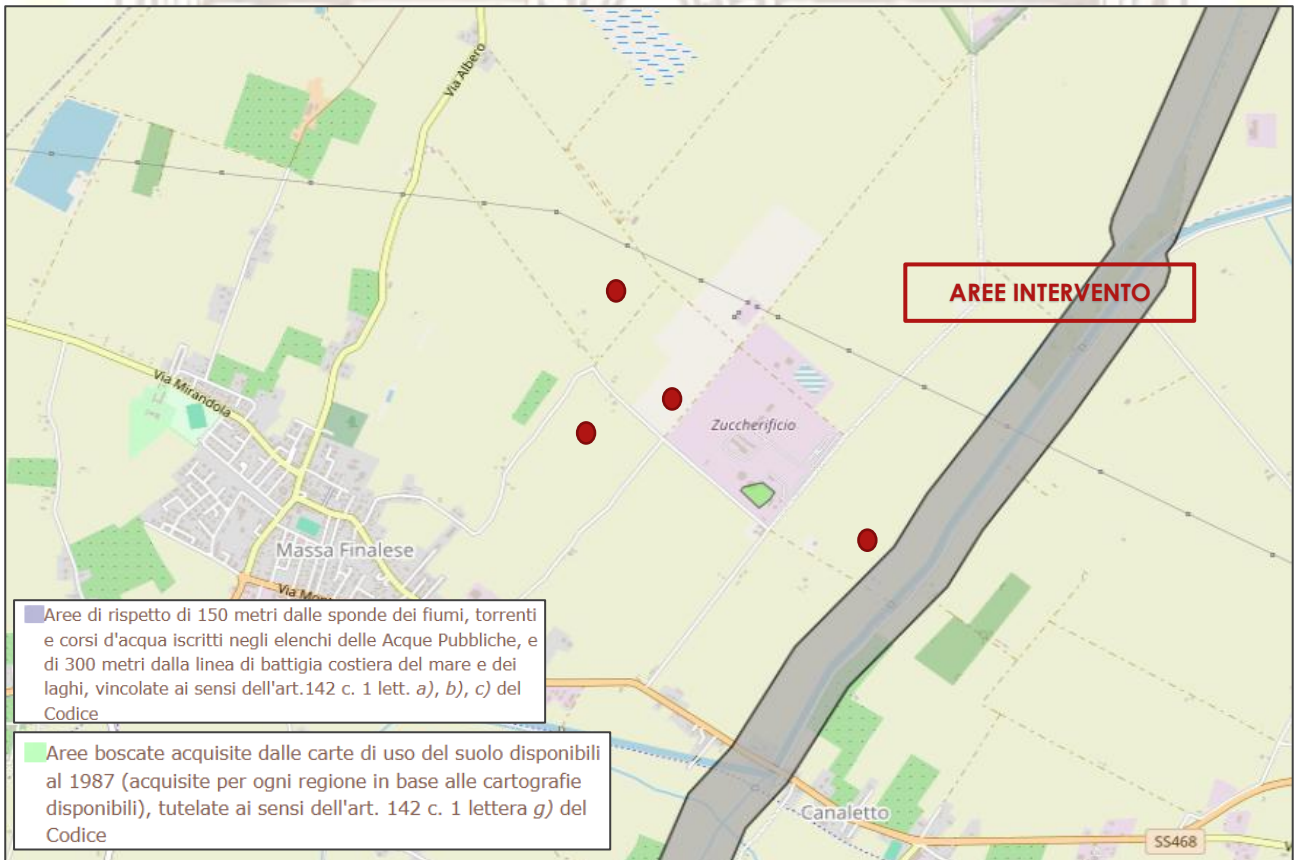 Via Albero
AREE INTERVENTO
Via Mirandola
Zuccherificio
Massa Finalese
Aree di rispetto di 150 metri dalle sponde dei fiumi, torrenti
e corsi d'acqua iscritti negli elenchi delle Acque Pubbliche, e
di 300 metri dalla linea di battigia costiera del mare e dei
laghi, vincolate ai sensi dell'art.142 c. 1 lett. a), b), c) del
Codice
Aree boscate acquisite dalle carte di uso del suolo disponibili
al 1987 (acquisite per ogni regione in base alle cartografie
disponibili), tutelate ai sensi dell'art. 142 c. 1 lettera g) del
Codice
Canaletto
SS468